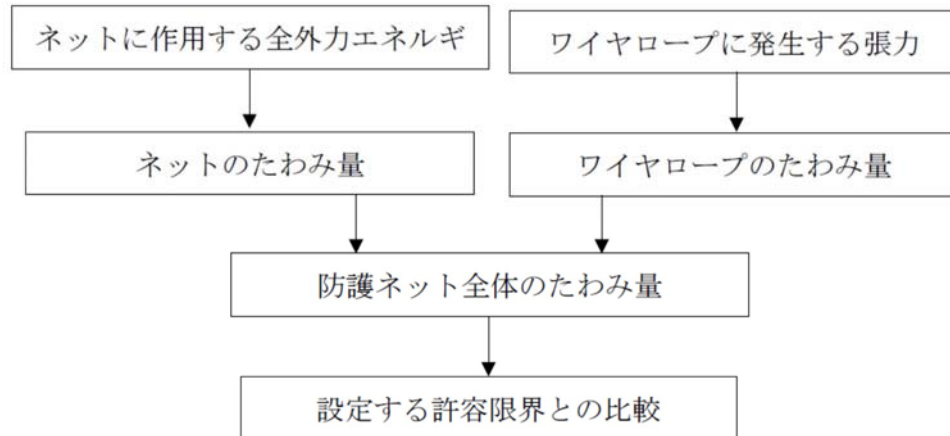 ネットに作用する全外力エネルギ
ワイヤロープに発生する張力
ネットのたわみ量
ワイヤロープのたわみ量
防護ネット全体のたわみ量
設定する許容限界との比較